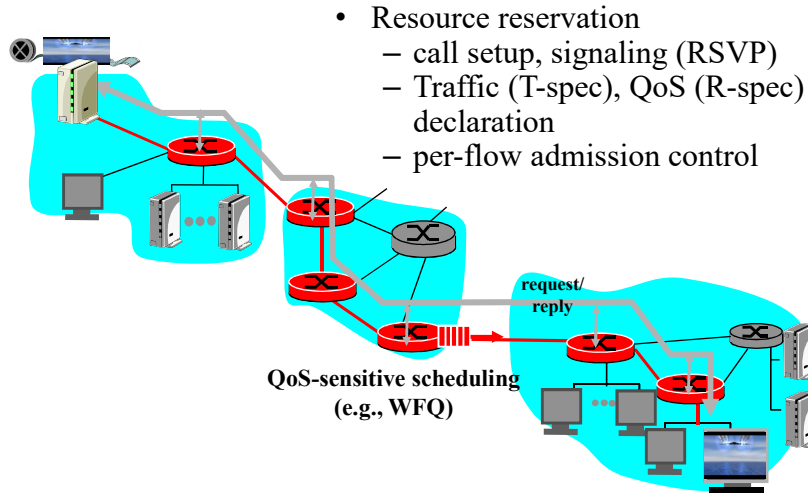 • Resource reservation
– call setup, signaling (RSVP)
– Traffic (T-spec), QoS (R-spec)
declaration
– per-flow admission control
request/
reply
QoS-sensitive scheduling
(e.g., WFQ)